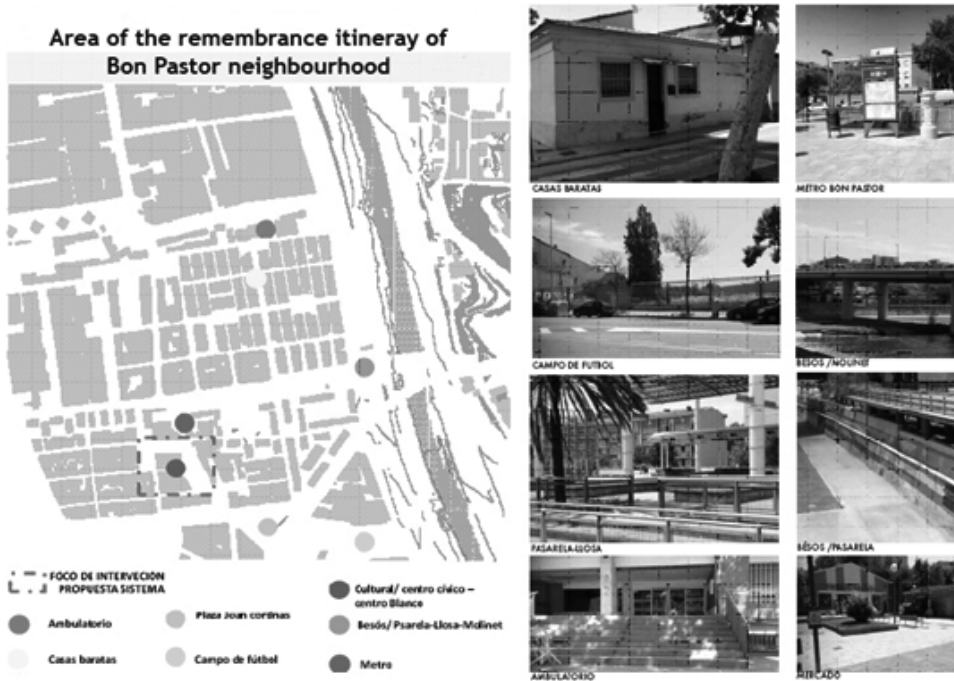 Area of the remembrance itineray of
Bon Pastor neighbourhood
FOCO DE INTERVECIÓN
PROPUESTA SISTEMA
Ambulatorio
Casas baratas
Plaza Joan cortinas
Campo de fútbol
Cultural/ centro cívico –
centro Blanco
Besós/ Psarela-Llosa-Molinet
Metro
CASAS BARATAS
METRO BON PASTOR
CAMPO DE FUTBOL
BESOS /MOLINET
PASARELA-LLOSA
BÉSOS /PASARELA
AMBULATORIO
MERCADO